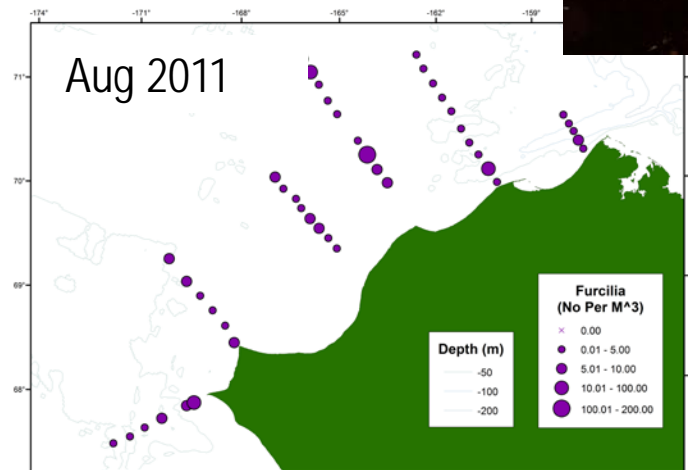 -174 -171 -168 -165 -162 -159
Aug 2011
71°
70°
69°
68°
Furcilia
(No Per M^3)
0.00
0.01 - 5.00
5.01 - 10.00
10.01 - 100.00
100.01 - 200.00
Depth (m)
-50
-100
-200